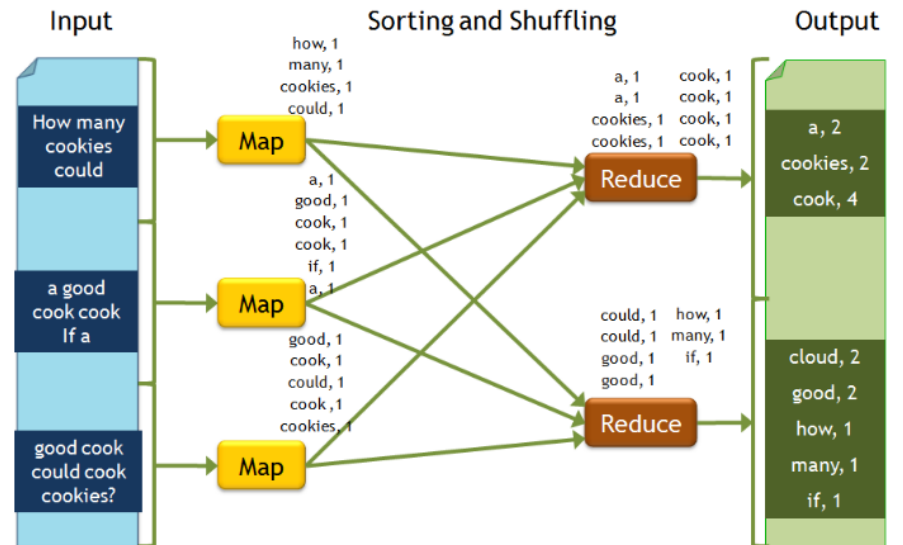 Input
Sorting and Shuffling
Output
How many
cookies
could
a good
cook cook
If a
good cook
could cook
cookies?
how, 1
many, 1
cookies, 1
could, 1
Map
a, 1
good, 1
cook, 1
cook, 1
if, 1
a, 1
Map
good, 1
cook, 1
could, 1
cook ,1
cookies, 1
Map
a, 1 cook, 1
a, 1 cook, 1
cookies, 1 cook, 1
cookies, 1 cook, 1
Reduce
could, 1 how, 1
could, 1 many, 1
good, 1 if, 1
good, 1
Reduce
a, 2
cookies, 2
cook, 4
cloud, 2
good, 2
how, 1
many, 1
if, 1